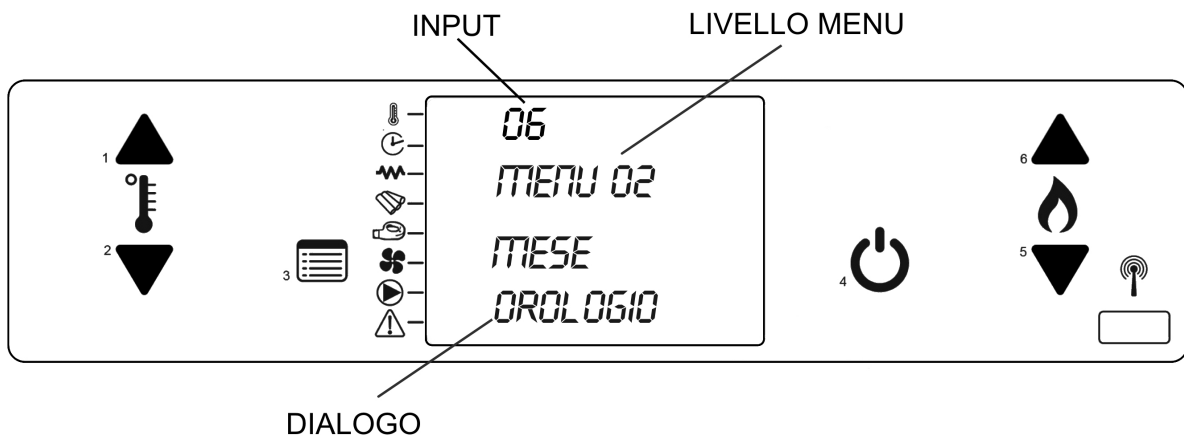 INPUT
LIVELLO MENU
06
MENU 02
MESE
OROLOGIO
1
2
3
4
6
5
DIALOGO